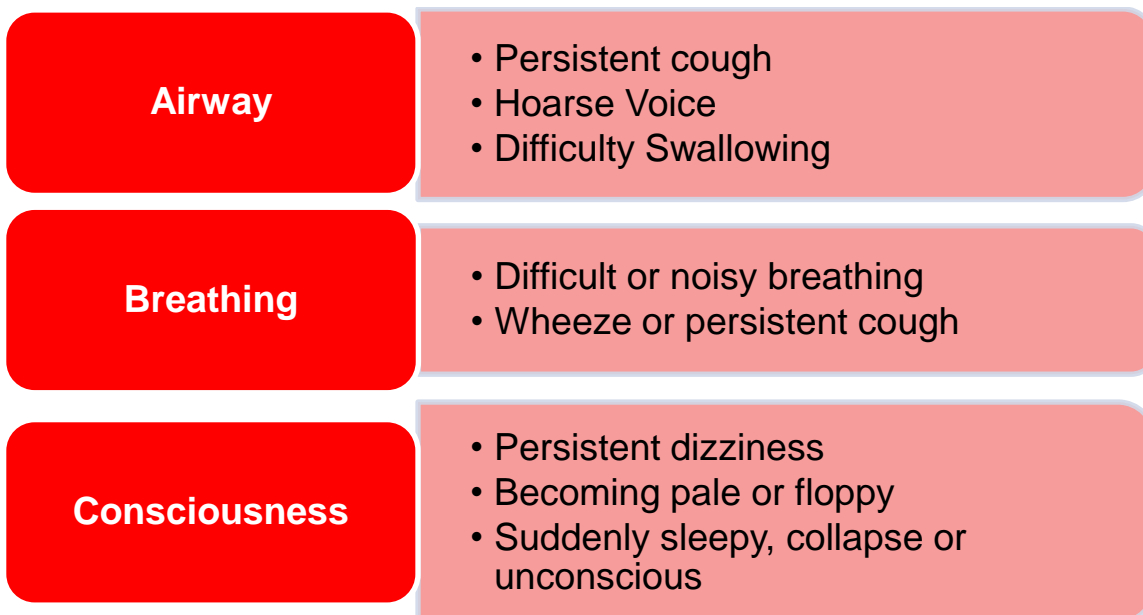 Airway
• Persistent cough
• Hoarse Voice
• Difficulty Swallowing
Breathing
• Difficult or noisy breathing
• Wheeze or persistent cough
Consciousness
• Persistent dizziness
• Becoming pale or floppy
• Suddenly sleepy, collapse or
unconscious